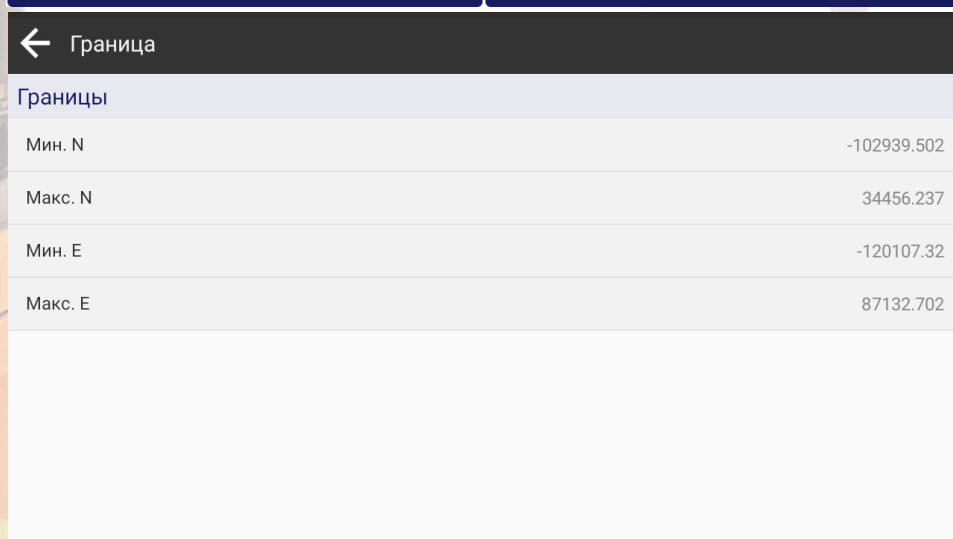 Граница
Границы
Мин. N -102939.502
Макс. N 34456.237
Мин. E -120107.32
Макс. E 87132.702